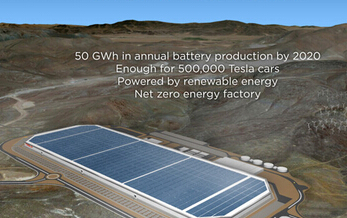 50 GWh in annual battery production by 2020
Enough for 500,000 Tesla cars
Powered by renewable energy
Net zero energy factory